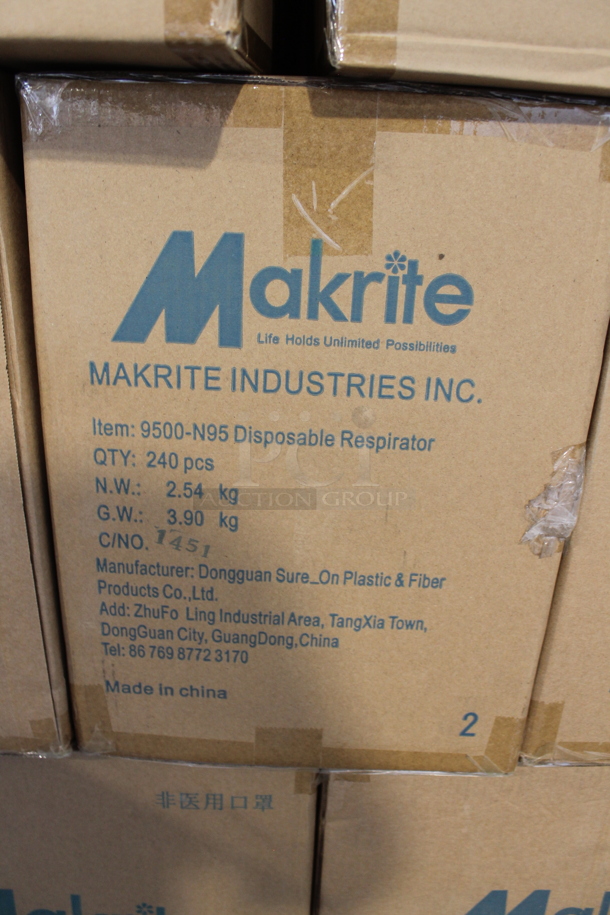 Makrite
Life Holds Unlimited Possibilities
MAKRITE INDUSTRIES INC.
Item: 9500-N95 Disposable Respirator
QTY: 240 pcs
PCi
AUCTION GROUP
N.W.: 2.54 kg
G.W.: 3.90 kg
C/NO. 1451
Manufacturer: Dongguan Sure_On Plastic & Fiber
Products Co.,Ltd.
Add: ZhuFo Ling Industrial Area, TangXia Town,
DongGuan City, GuangDong,China
Tel: 86 769 8772 3170
Made in china
2
非医用口罩